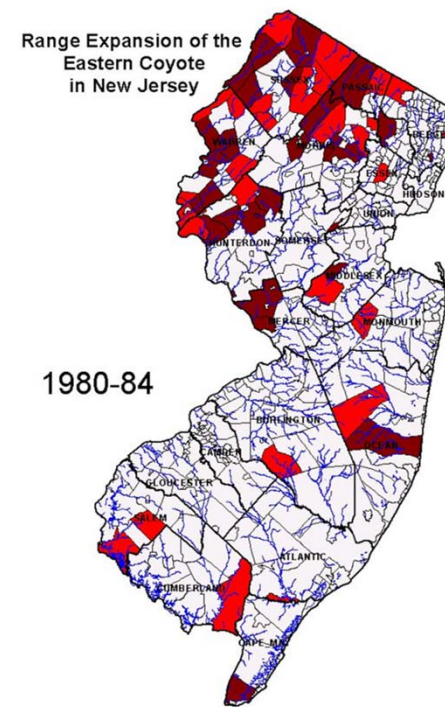 Range Expansion of the
Eastern Coyote
in New Jersey
SUSSEX
PASSAIC
BERGEN
WARREN
MORRIS
ESSEX
HUDSON
UNION
HUNTERDON
SOMERSET
MIDDLESEX
MERCER
MONMOUTH
1980-84
BURLINGTON
OCEAN
CAMDEN
GLOUCESTER
SALEM
ATLANTIC
CUMBERLAND
CAPE MAY